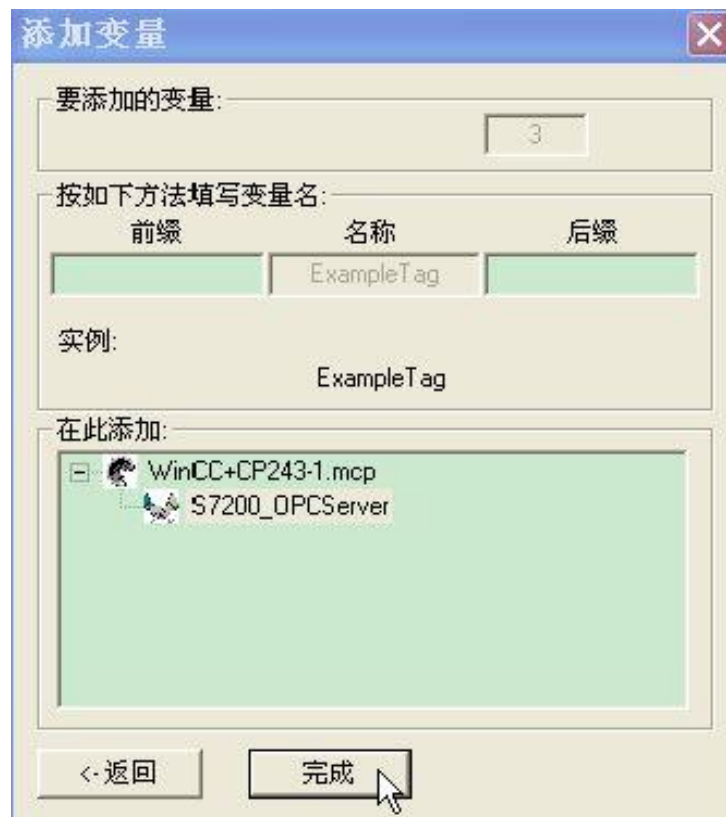 添加变量
要添加的变量:
3
按如下方法填写变量名:
前缀 名称 后缀
ExampleTag
实例:
ExampleTag
在此添加:
WinCC+CP243-1.mcp
S7200_OPCServer
<-返回 完成